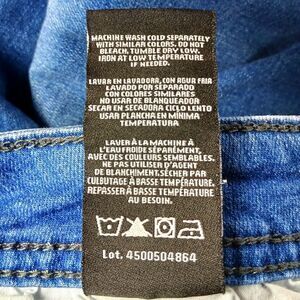 MACHINE WASH COLD SEPARATELY
WITH SIMILAR COLORS. DO NOT
BLEACH. TUMBLE DRY LOW.
IRON AT LOW TEMPERATURE
IF NEEDED.
LAVAR EN LAVADORA, CON AGUA FRIA
CON COLORES SIMILARES
NO USAR DE BLANQUEADOR
SECAR EN SECADORA CICLO LENTO
USAR PLANCHA EN MÍNIMA
TEMPERATURA
LAVER À LA MACHINE À
L'EAU FROIDE SÉPARÉMENT,
AVEC DES COULEURS SEMBLABLES.
NE PAS UTILISER D'AGENT
DE BLANCHIMENT. SÉCHER PAR
CULBUTAGE À BASSE TEMPÉRATURE.
REPASSER À BASSE TEMPÉRATURE
AU BESOIN.
Lot. 4500504864